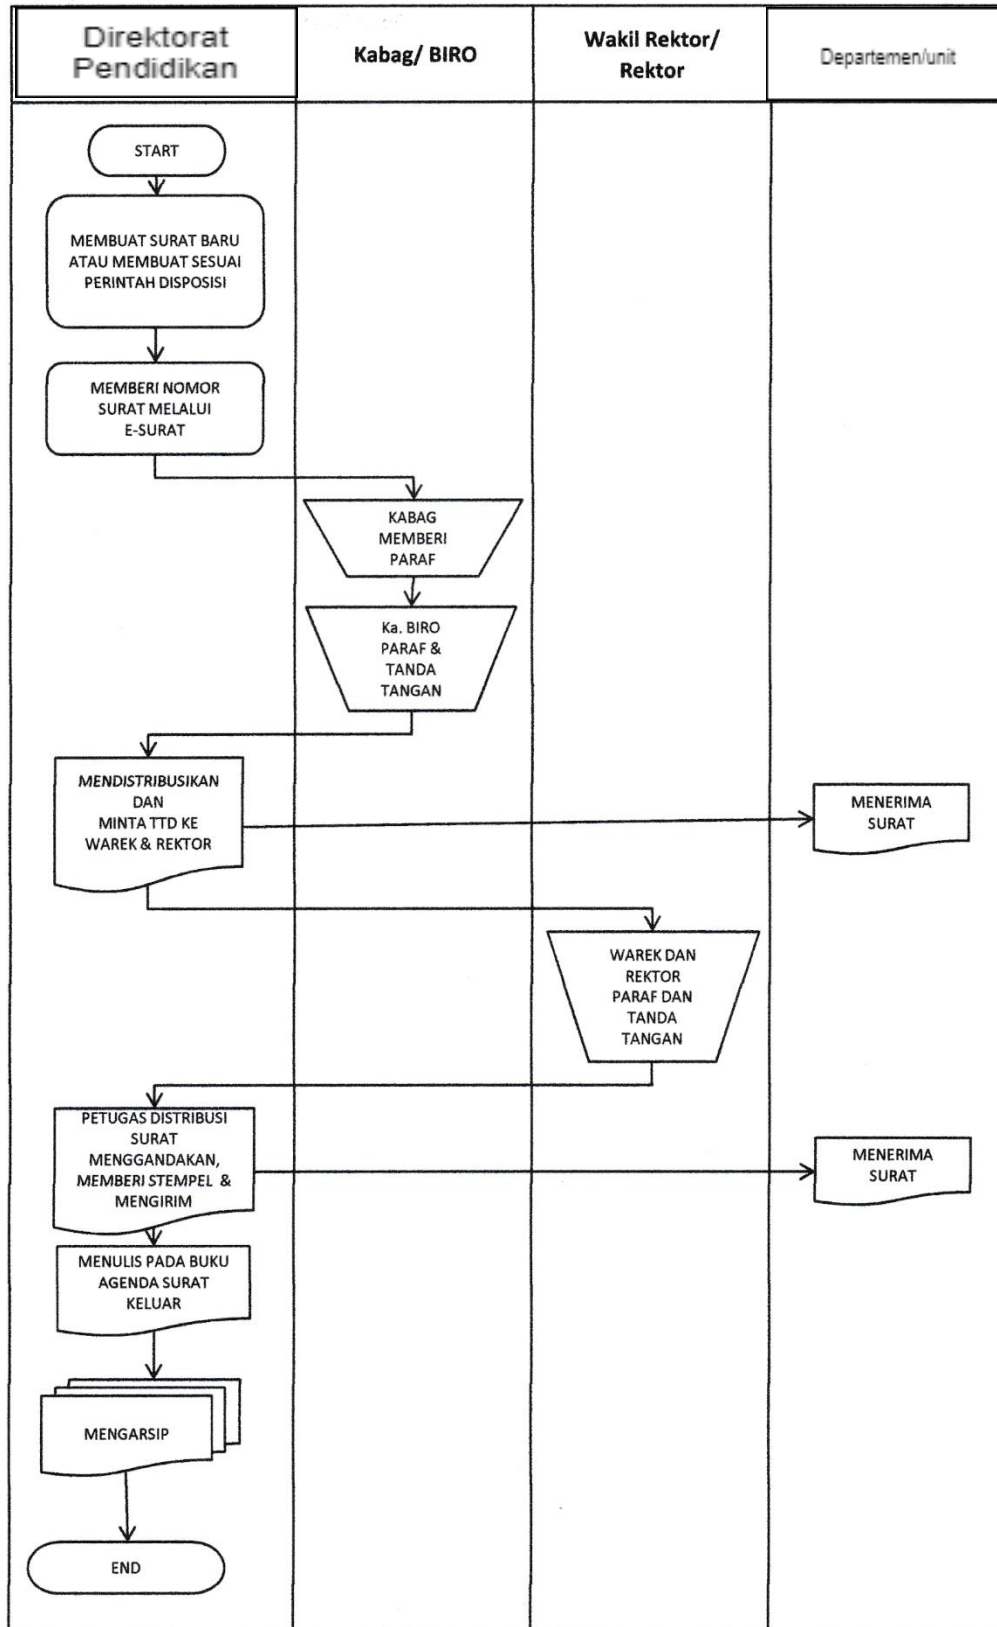 Direktorat
Pendidikan
Kabag/ BIRO
Wakil Rektor/
Rektor
Departemen/unit
START
MEMBUAT SURAT BARU
ATAU MEMBUAT SESUAI
PERINTAH DISPOSISI
MEMBERI NOMOR
SURAT MELALUI
E-SURAT
KABAG
MEMBERI
PARAF
Ka. BIRO
PARAF &
TANDA
TANGAN
MENDISTRIBUSIKAN
DAN
MINTA TTD KE
WAREK & REKTOR
MENERIMA
SURAT
WAREK DAN
REKTOR
PARAF DAN
TANDA
TANGAN
PETUGAS DISTRIBUSI
SURAT
MENGGANDAKAN,
MEMBERI STEMPEL &
MENGIRIM
MENERIMA
SURAT
MENULIS PADA BUKU
AGENDA SURAT
KELUAR
MENGARSIP
END